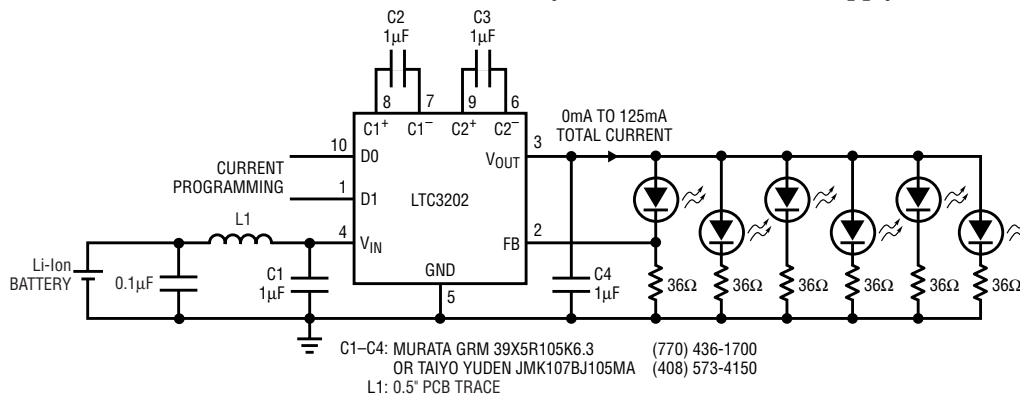 C2
1µF
C3
1µF
8
7
9
6
C1+
C1−
C2+
C2−
10
D0
CURRENT
PROGRAMMING
1
D1
LTC3202
VOUT
3
0mA TO 125mA
TOTAL CURRENT
L1
4
VIN
FB
2
Li-Ion
BATTERY
0.1µF
C1
1µF
GND
5
C4
1µF
36Ω
36Ω
36Ω
36Ω
36Ω
36Ω
C1–C4: MURATA GRM 39X5R105K6.3 (770) 436-1700
OR TAIYO YUDEN JMK107BJ105MA (408) 573-4150
L1: 0.5" PCB TRACE